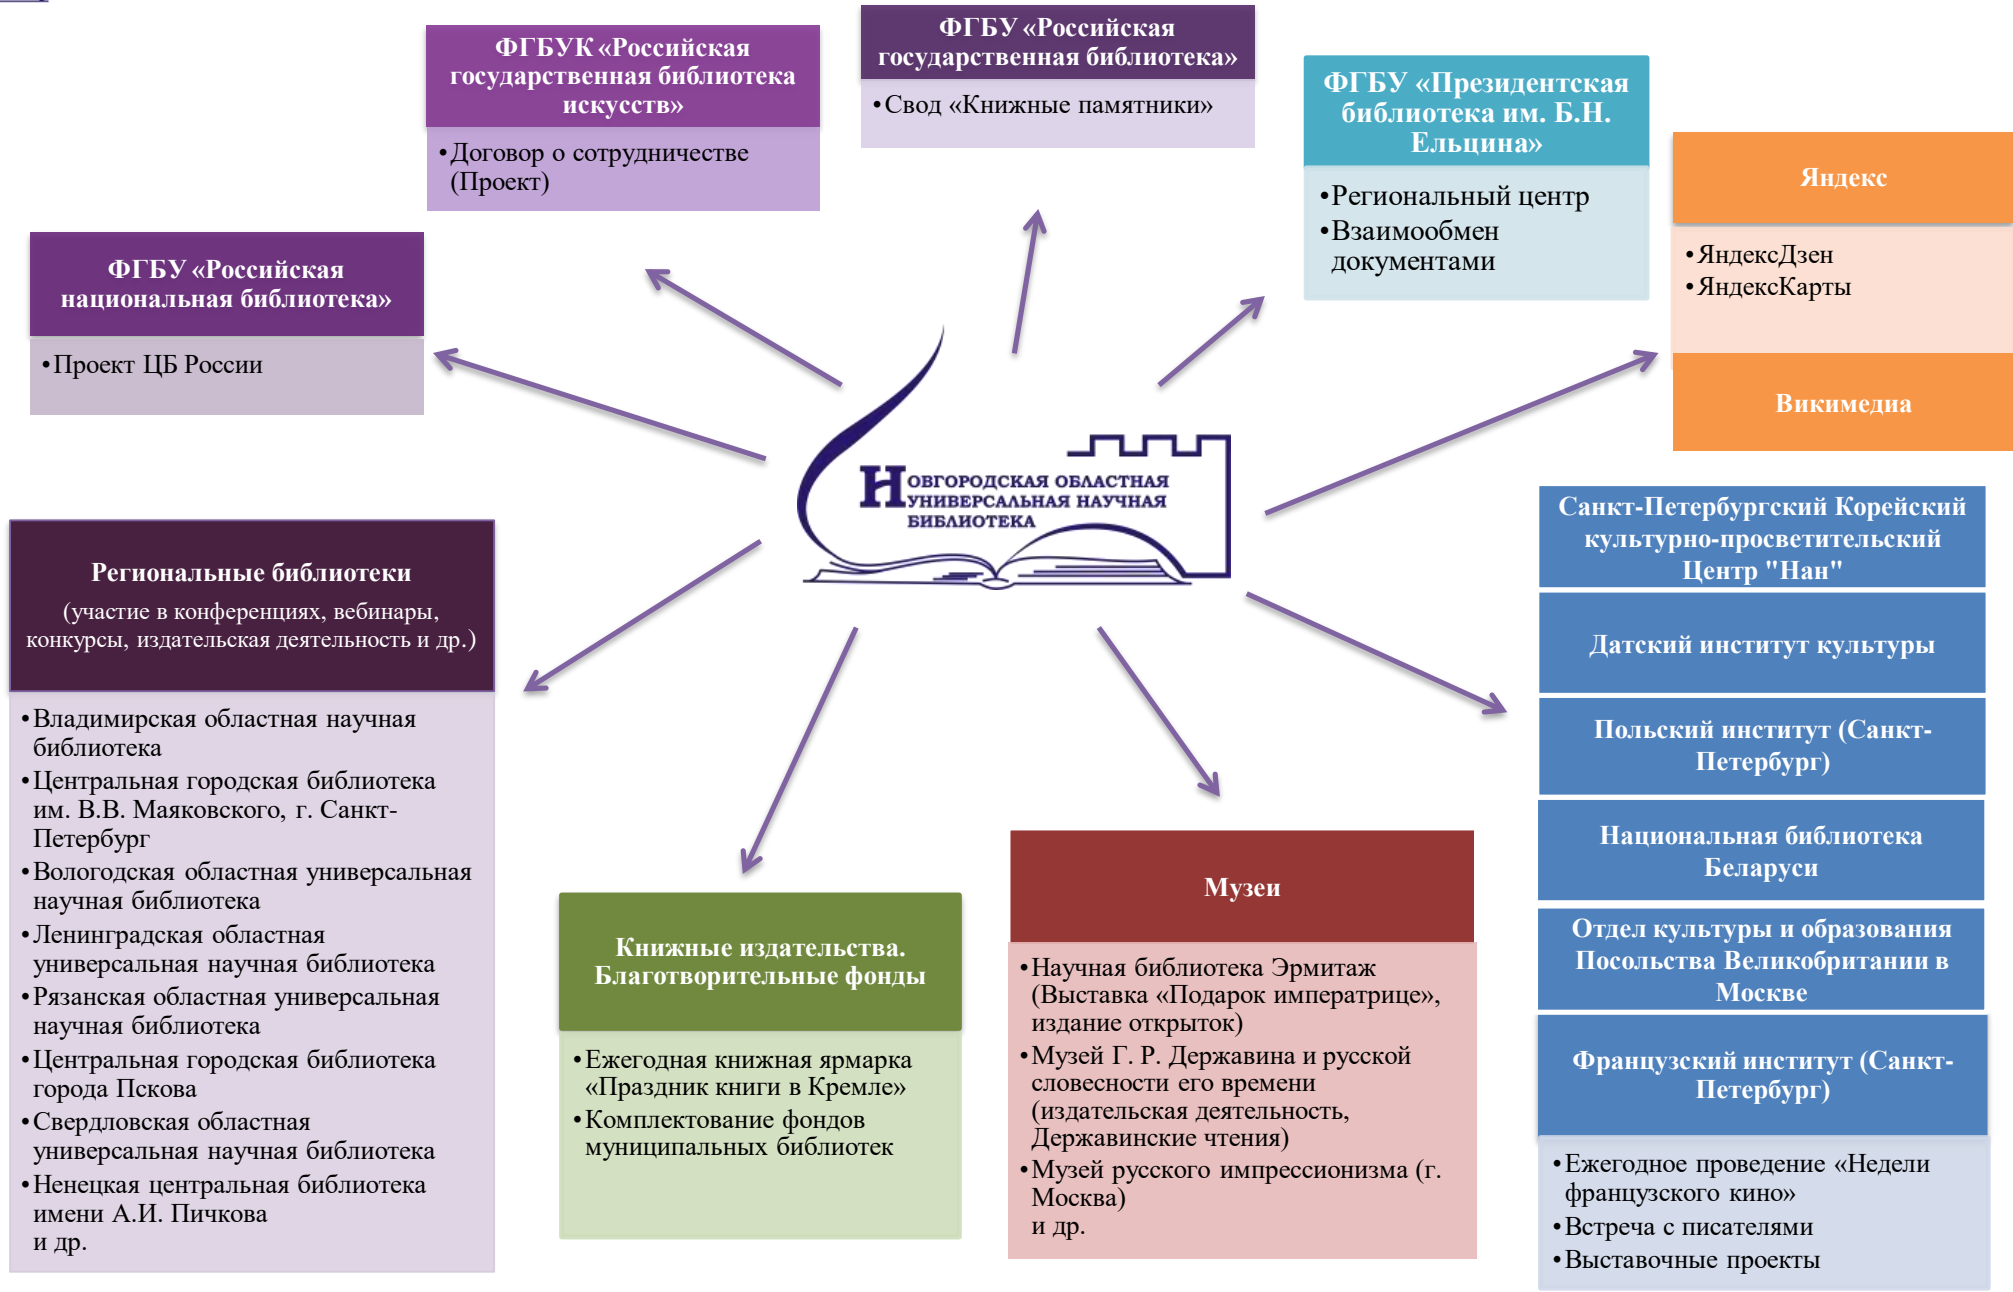 ФГБУК «Российская
государственная библиотека
искусств»
•Договор о сотрудничестве
(Проект)
ФГБУ «Российская
государственная библиотека»
•Свод «Книжные памятники»
ФГБУ «Президентская
библиотека им. Б.Н.
Ельцина»
•Региональный центр
•Взаимообмен
документами
Яндекс
•ЯндексДзен
•ЯндексКарты
Викимедиа
ФГБУ «Российская
национальная библиотека»
•Проект ЦБ России
НОВГОРОДСКАЯ ОБЛАСТНАЯ
УНИВЕРСАЛЬНАЯ НАУЧНАЯ
БИБЛИОТЕКА
Региональные библиотеки
(участие в конференциях, вебинары,
конкурсы, издательская деятельность и др.)
•Владимирская областная научная
библиотека
•Центральная городская библиотека
им. В.В. Маяковского, г. Санкт-
Петербург
•Вологодская областная универсальная
научная библиотека
•Ленинградская областная
универсальная научная библиотека
•Рязанская областная универсальная
научная библиотека
•Центральная городская библиотека
города Пскова
•Свердловская областная
универсальная научная библиотека
•Ненецкая центральная библиотека
имени А.И. Пичкова
и др.
Книжные издательства.
Благотворительные фонды
•Ежегодная книжная ярмарка
«Праздник книги в Кремле»
•Комплектование фондов
муниципальных библиотек
Музеи
•Научная библиотека Эрмитаж
(Выставка «Подарок императрице»,
издание открыток)
•Музей Г. Р. Державина и русской
словесности его времени
(издательская деятельность,
Державинские чтения)
•Музей русского импрессионизма (г.
Москва)
и др.
Санкт-Петербургский Корейский
культурно-просветительский
Центр "Нан"
Датский институт культуры
Польский институт (Санкт-
Петербург)
Национальная библиотека
Беларуси
Отдел культуры и образования
Посольства Великобритании в
Москве
Французский институт (Санкт-
Петербург)
•Ежегодное проведение «Недели
французского кино»
•Встреча с писателями
•Выставочные проекты